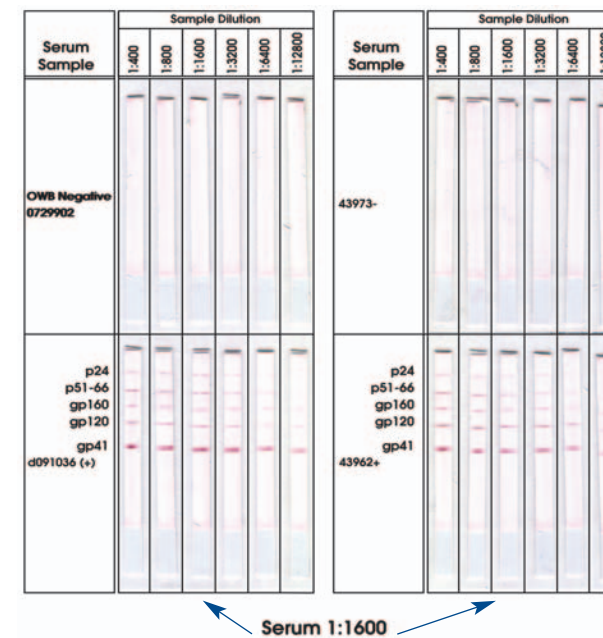 Serum
Sample
Sample Dilution
1:400
1:800
1:1600
1:3200
1:6400
1:12800
OWB Negative
0729902
p24
p51-66
gp160
gp120
gp41
d091036 (+)
Serum
Sample
Sample Dilution
1:400
1:800
1:1600
1:3200
1:6400
43973-
p24
p51-66
gp160
gp120
gp41
43962+
Serum 1:1600